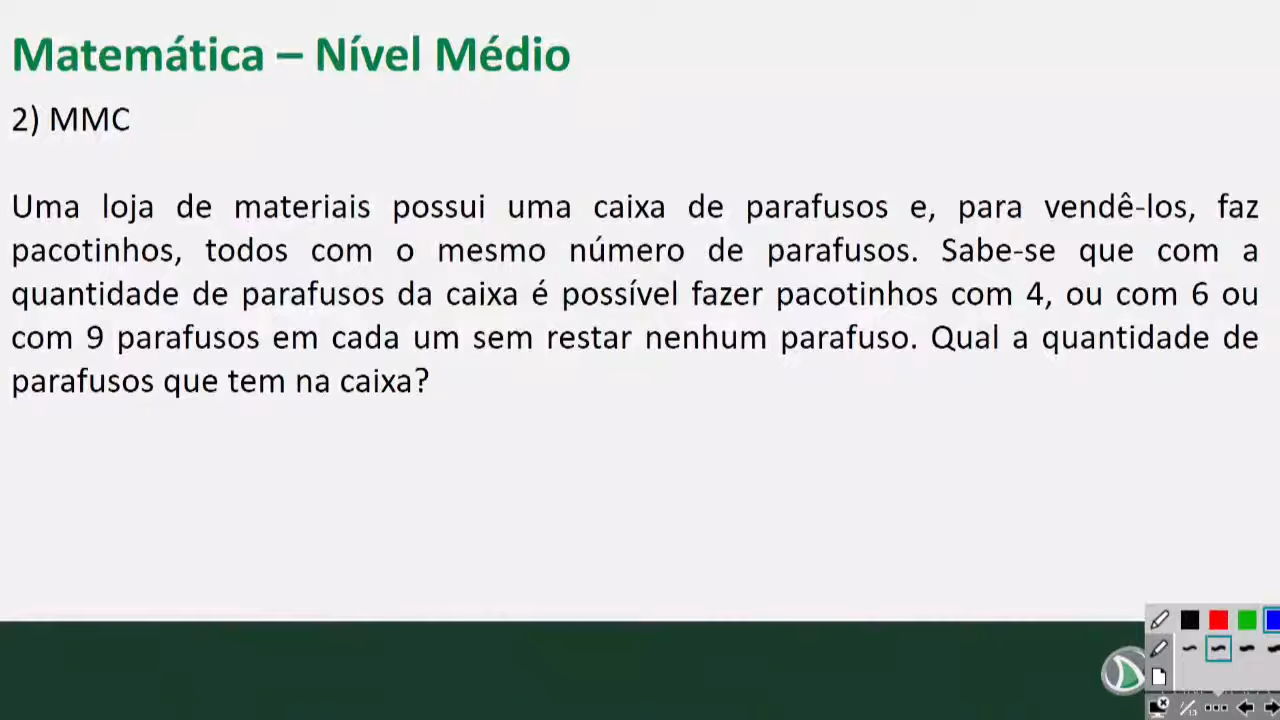 Matemática – Nível Médio
2) MMC
Uma loja de materiais possui uma caixa de parafusos e, para vendê-los, faz
pacotinhos, todos com o mesmo número de parafusos. Sabe-se que com a
quantidade de parafusos da caixa é possível fazer pacotinhos com 4, ou com 6 ou
com 9 parafusos em cada um sem restar nenhum parafuso. Qual a quantidade de
parafusos que tem na caixa?